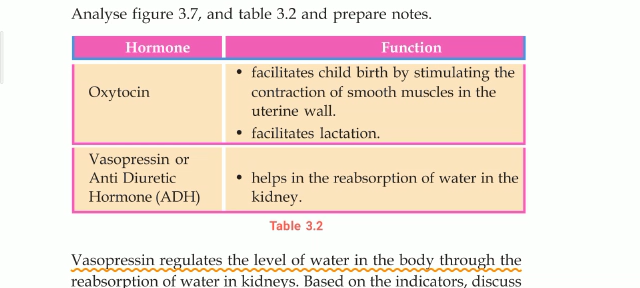 Analyse figure 3.7, and table 3.2 and prepare notes.
Hormone Function
Oxytocin
• facilitates child birth by stimulating the
contraction of smooth muscles in the
uterine wall.
• facilitates lactation.
Vasopressin or
Anti Diuretic
Hormone (ADH)
• helps in the reabsorption of water in the
kidney.
Table 3.2
Vasopressin regulates the level of water in the body through the
reabsorption of water in kidneys. Based on the indicators, discuss